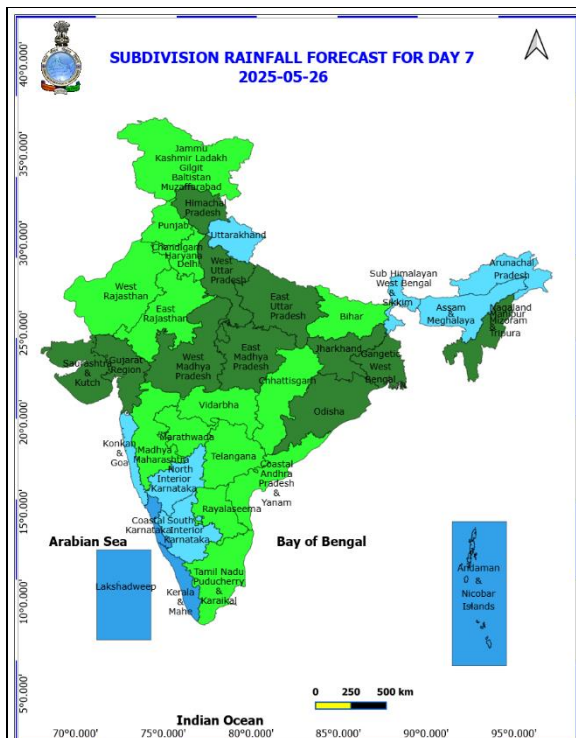 SUBDIVISION RAINFALL FORECAST FOR DAY 7
2025-05-26
40°0.000'
35°0.000'
30°0.000'
25°0.000'
20°0.000'
15°0.000'
10°0.000'
5°0.000'
Jammu
Kashmir Ladakh
Gilgit
Baltistan
Muzaffarabad
Himachal
Pradesh
Punjab
Uttarakhand
Chandigarh
Haryana
Delhi
West
Uttar
Pradesh
Arunachal
Pradesh
Sub Himalayan
West Bengal
&
Sikkim
West
Rajasthan
East
Rajasthan
East
Uttar
Pradesh
Bihar
Assam
&
Meghalaya
Nagaland
Manipur
Mizoram
Tripura
Saurashtra
&
Kutch
Gujarat
Region
West
Madhya
Pradesh
East
Madhya
Pradesh
Jharkhand
Gangetic
West
Bengal
Chhattisgarh
Odisha
Vidarbha
Konkan
&
Goa
Madhya
Maharashtra
Marathwada
Telangana
North
Interior
Karnataka
Coastal
Andhra
Pradesh
&
Yanam
Rayalaseema
Coastal
Karnataka
South
Interior
Karnataka
Arabian Sea
Bay of Bengal
Lakshadweep
Kerala
&
Mahe
Tamil Nadu
Puducherry
&
Karaikal
Andaman
&
Nicobar
Islands
0 250 500 km
Indian Ocean
70°0.000' 75°0.000' 80°0.000' 85°0.000' 90°0.000' 95°0.000'